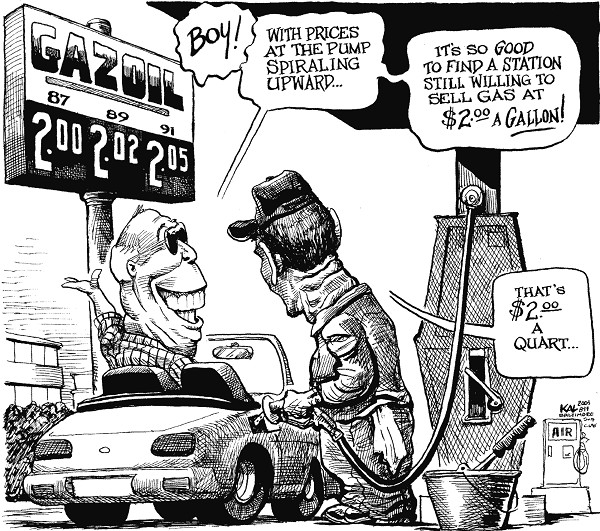 GAZOIL
87 89 91
2.00 2.02 2.05
BOY!
WITH PRICES
AT THE PUMP
SPIRALING
UPWARD...
IT'S SO GOOD
TO FIND A STATION
STILL WILLING TO
SELL GAS AT
$2.00 A GALLON!
THAT'S
$2.00
A
QUART...
KAL
BALTIMORE
AIR